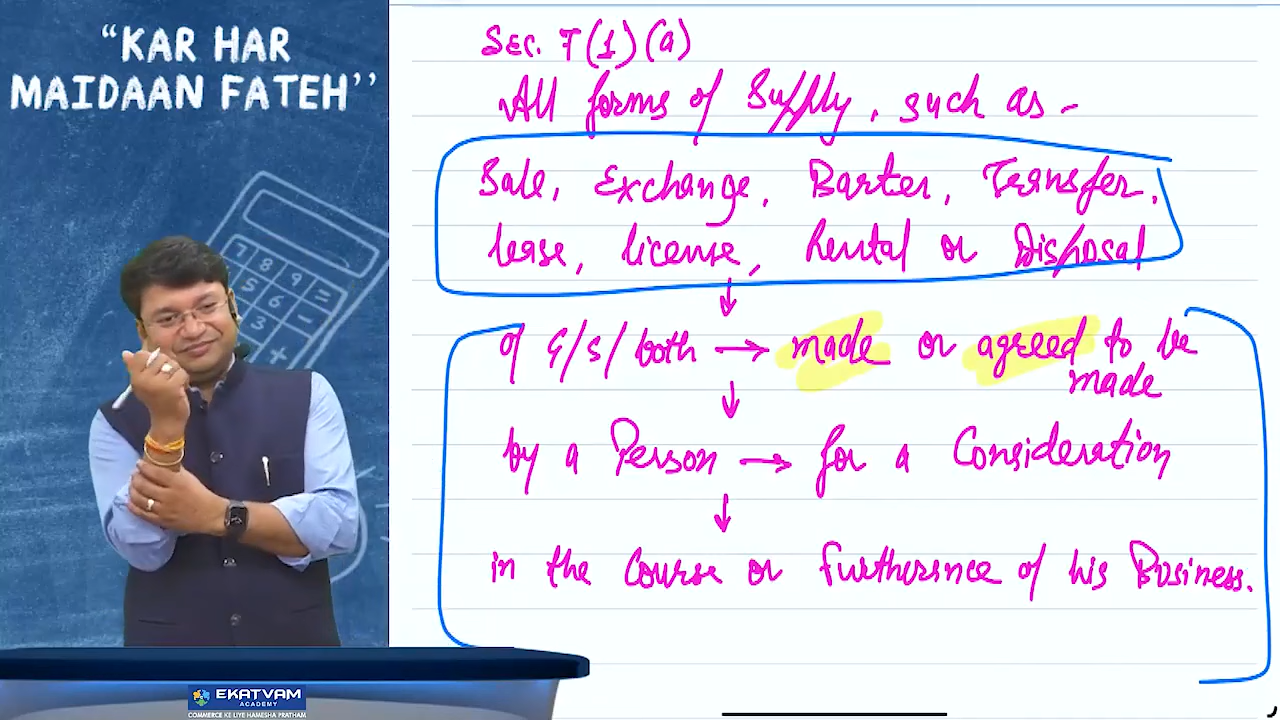 “KAR HAR
MAIDAAN FATEH’’
Sec. 7(1)(a)
All forms of Supply, such as -
Sale, Exchange, Barter, Transfer,
lease, license, Rental or Disposal
of G/S/both → made or agreed to be
made
by a Person → for a Consideration
in the Course or furtherence of his Business.
EKATVAM
ACADEMY
COMMERCE KE LIYE HAMESHA PRATHAM